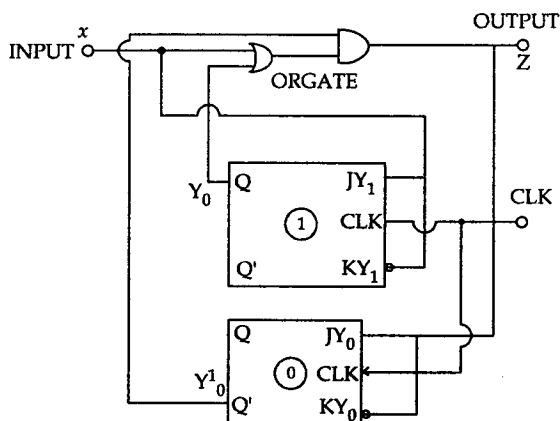 x
OUTPUT
INPUT
Z
ORGATE
Y₀
Q
JY₁
CLK
1
CLK
Q'
KY₁
Q
JY₀
0
CLK
Y¹₀
Q'
KY₀